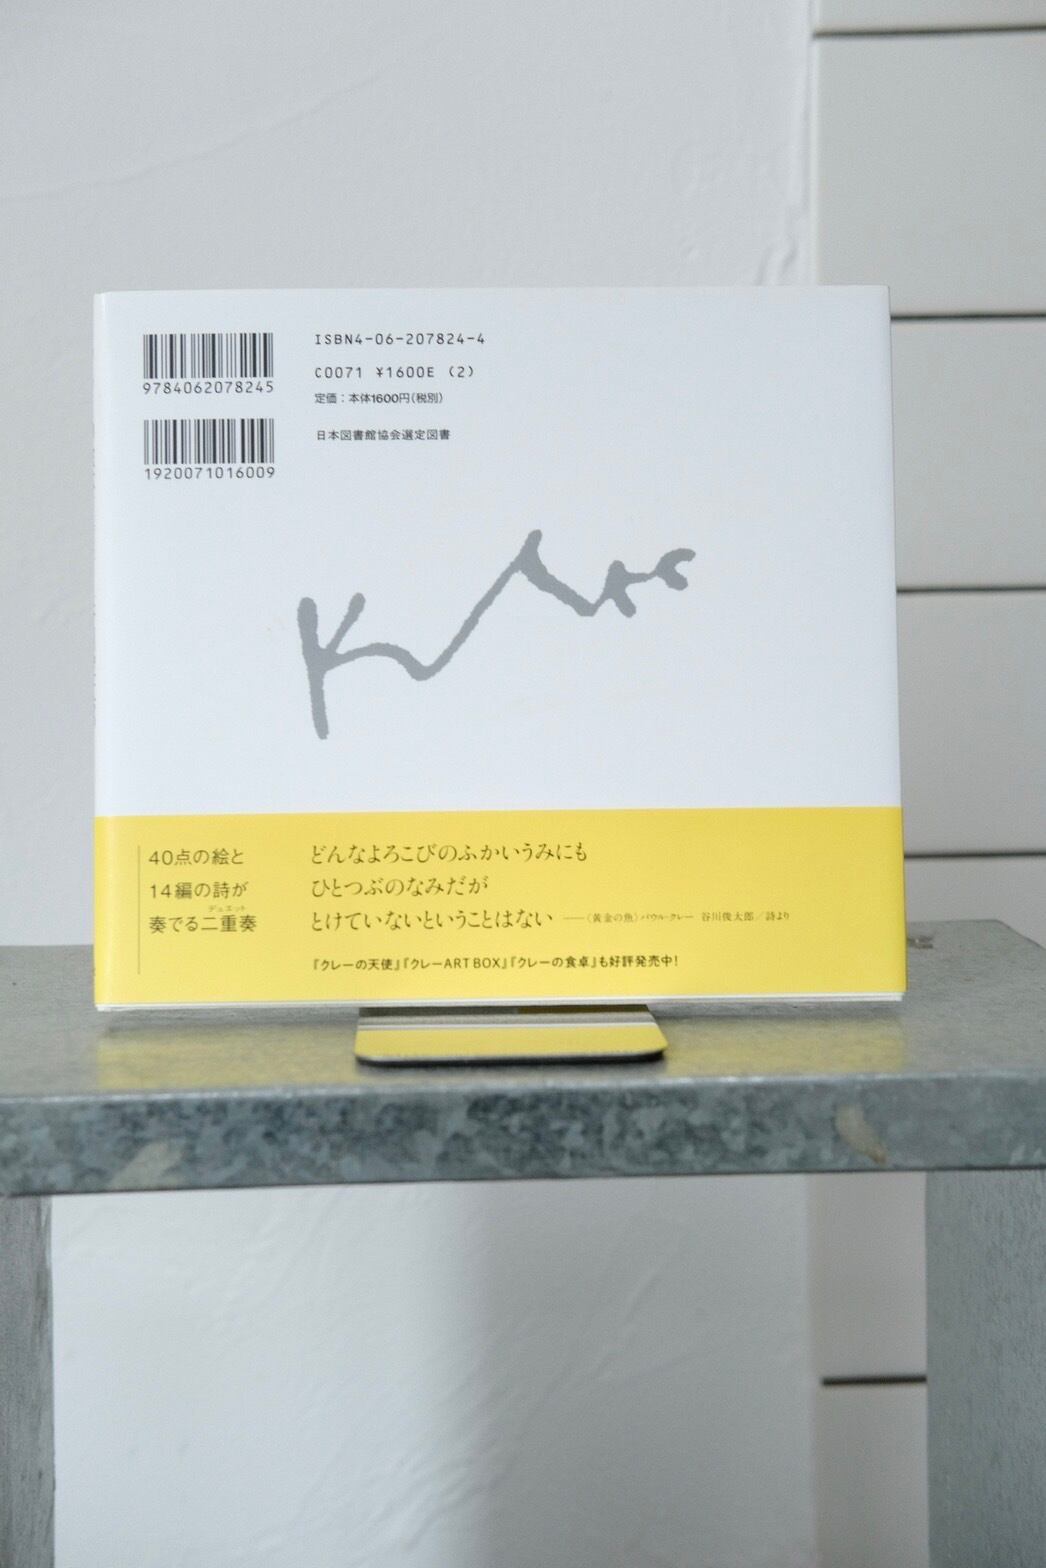 ISBN4-06-207824-4
9784062078245
C0071 ¥1600E (2)
定価：本体1600円(税別)
日本図書館協会選定図書
1920071016009
Klee
40点の絵と
14編の詩が
デュエット
奏でる二重奏
どんなよろこびのふかいうみにも
ひとつぶのなみだが
とけていないということはない ──〈黄金の魚〉パウル・クレー 谷川俊太郎／詩より
『クレーの天使』『クレーART BOX』『クレーの食卓』も好評発売中！